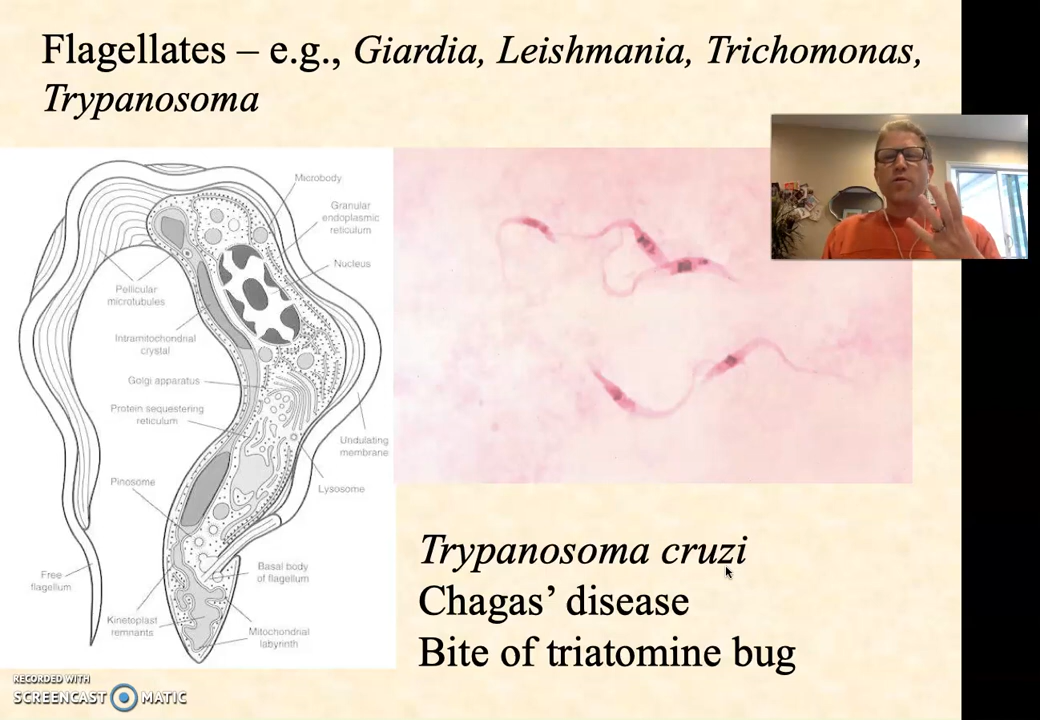 Flagellates – e.g., Giardia, Leishmania, Trichomonas,
Trypanosoma
Microbody
Granular
endoplasmic
reticulum
Nucleus
Pellicular
microtubules
Intramitochondrial
crystal
Golgi apparatus
Protein sequestering
reticulum
Undulating
membrane
Lysosome
Pinosome
Basal body
of flagellum
Free
flagellum
Kinetoplast
remnants
Mitochondrial
labyrinth
Trypanosoma cruzi
Chagas’ disease
Bite of triatomine bug
RECORDED WITH
SCREENCAST MATIC